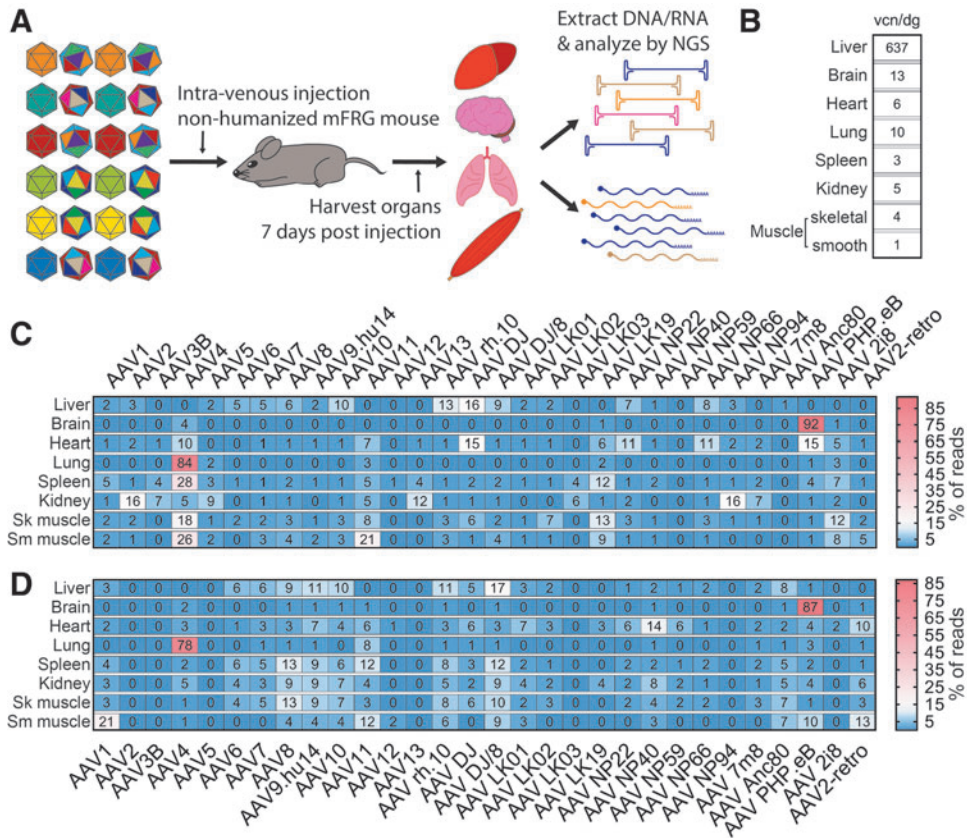 A
Intra-venous injection
non-humanized mFRG mouse
Harvest organs
7 days post injection
Extract DNA/RNA
& analyze by NGS
B
vcn/dg
Liver 637
Brain 13
Heart 6
Lung 10
Spleen 3
Kidney 5
Muscle skeletal 4
smooth 1
C
AAV1 AAV2 AAV3B AAV4 AAV5 AAV6 AAV7 AAV8 AAV9.hu14 AAV10 AAV11 AAV12 AAV13 AAV rh.10 AAV DJ AAV DJ/8 AAV LK01 AAV LK02 AAV LK03 AAV LK19 AAV NP22 AAV NP40 AAV NP59 AAV NP66 AAV NP94 AAV 7m8 AAV Anc80 AAV PHP.eB AAV 2i8 AAV2-retro
Liver 2 3 0 0 2 5 5 6 2 10 0 0 0 13 16 9 2 2 0 0 7 1 0 8 3 0 1 0 0 0
Brain 0 0 0 4 0 0 0 0 0 0 0 0 0 0 0 0 0 0 0 1 0 0 0 0 0 0 0 92 1 0
Heart 1 2 1 10 0 0 1 1 1 1 7 0 1 1 15 0 0 0 0 6 11 0 0 11 2 2 0 15 5 1
Lung 0 0 0 84 2 0 0 0 0 0 3 0 0 0 0 0 0 0 0 2 0 0 0 0 0 0 0 1 3 0
Spleen 5 1 4 28 3 1 1 2 1 1 5 1 4 1 2 2 1 1 4 12 2 1 1 2 1 0 0 4 7 1
Kidney 1 16 7 5 9 1 1 1 0 0 5 0 12 0 1 1 1 0 6 2 0 0 1 0 16 7 0 1 5 0
Sk muscle 2 2 0 18 1 2 2 3 1 3 8 1 0 3 6 2 1 7 0 13 1 1 0 3 1 0 0 2 12 2
Sm muscle 2 1 0 26 0 2 3 4 2 3 21 0 0 3 1 4 0 2 0 9 1 0 0 1 0 0 0 2 8 5
85
75
65
55
45
35
25
15
5
% of reads
D
Liver 3 0 0 0 0 6 6 9 11 10 0 0 0 11 5 17 3 2 0 0 1 2 1 2 2 0 8 1 0 1
Brain 0 0 0 2 0 0 0 1 1 1 1 0 0 1 0 1 0 0 0 0 0 1 0 0 0 0 1 87 0 1
Heart 2 0 0 3 0 1 3 3 7 4 6 1 0 3 2 3 7 1 1 3 6 14 6 1 1 0 2 4 2 10
Lung 0 0 0 78 0 0 0 1 1 1 8 0 0 1 0 1 0 0 0 0 0 1 0 0 0 0 1 1 0 1
Spleen 4 0 0 2 0 6 5 13 9 6 12 0 0 8 3 12 2 1 0 0 2 2 2 1 1 0 5 2 0 1
Kidney 3 0 0 5 0 4 3 9 9 7 4 0 0 5 2 9 4 1 0 1 2 8 2 1 1 0 4 4 0 6
Sk muscle 3 0 0 1 0 4 5 13 9 7 3 0 0 8 6 10 2 1 0 0 2 4 2 1 1 0 7 3 0 3
Sm muscle 21 0 0 0 0 1 0 4 4 4 12 2 0 6 0 9 3 0 0 0 0 3 0 0 0 0 7 10 0 13
AAV1 AAV2 AAV3B AAV4 AAV5 AAV6 AAV7 AAV8 AAV9.hu14 AAV10 AAV11 AAV12 AAV13 AAV rh.10 AAV DJ AAV DJ/8 AAV LK01 AAV LK02 AAV LK03 AAV LK19 AAV NP22 AAV NP40 AAV NP59 AAV NP66 AAV NP94 AAV 7m8 AAV Anc80 AAV PHP.eB AAV 2i8 AAV2-retro
85
75
65
55
45
35
25
15
5
% of reads